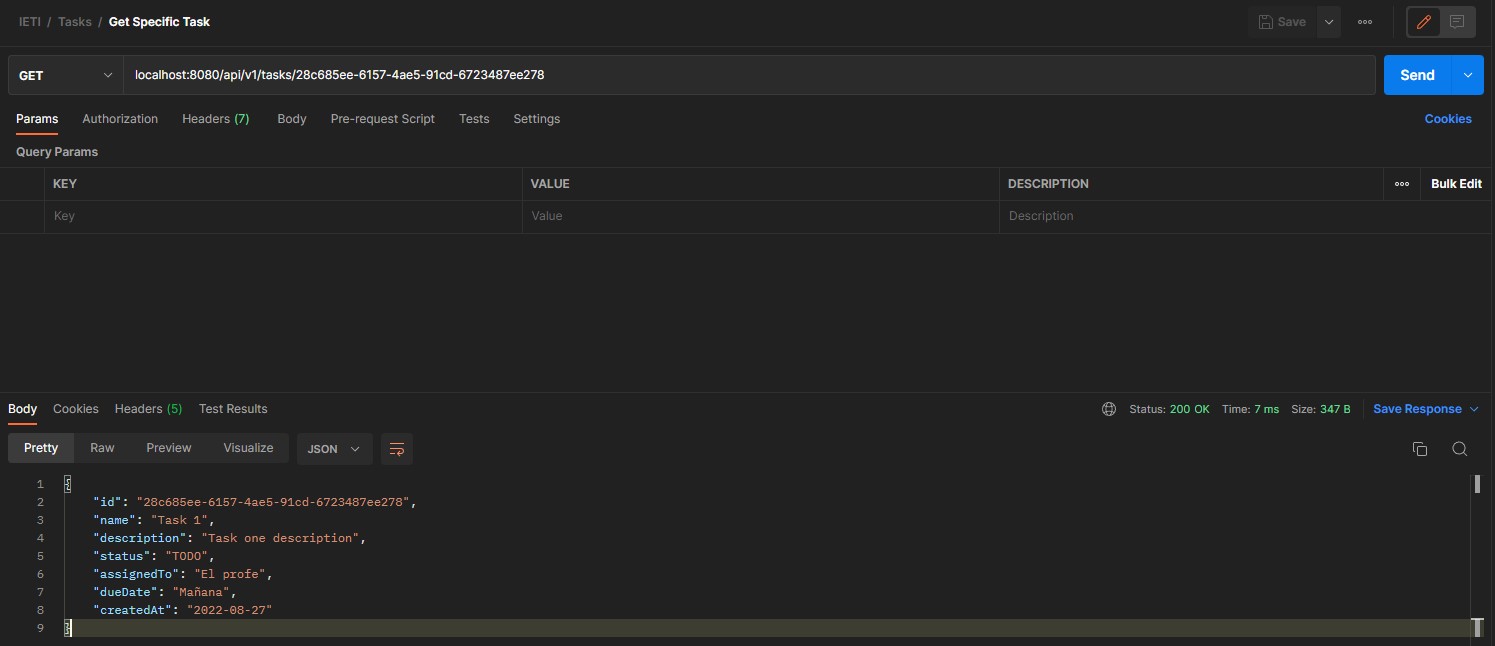 IETI / Tasks / Get Specific Task
Save
GET localhost:8080/api/v1/tasks/28c685ee-6157-4ae5-91cd-6723487ee278 Send
Params Authorization Headers (7) Body Pre-request Script Tests Settings Cookies
Query Params
KEY VALUE DESCRIPTION Bulk Edit
Key Value Description
Body Cookies Headers (5) Test Results Status: 200 OK Time: 7 ms Size: 347 B Save Response
Pretty Raw Preview Visualize JSON
1 {
2 "id": "28c685ee-6157-4ae5-91cd-6723487ee278",
3 "name": "Task 1",
4 "description": "Task one description",
5 "status": "TODO",
6 "assignedTo": "El profe",
7 "dueDate": "Mañana",
8 "createdAt": "2022-08-27"
9 }